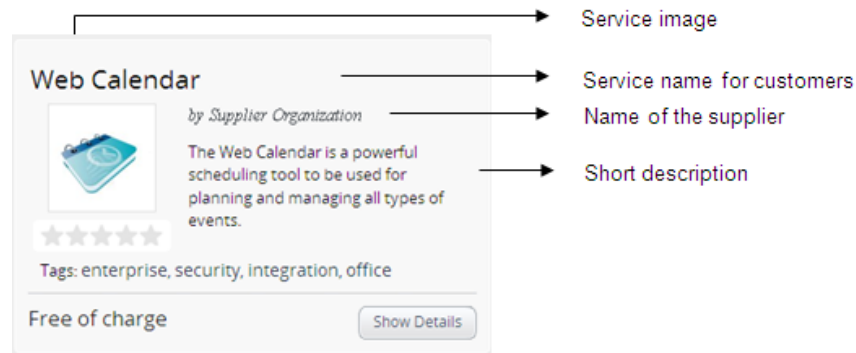 Service image
Web Calendar
Service name for customers
by Supplier Organization
Name of the supplier
The Web Calendar is a powerful
scheduling tool to be used for
planning and managing all types of
events.
Short description
Tags: enterprise, security, integration, office
Free of charge
Show Details